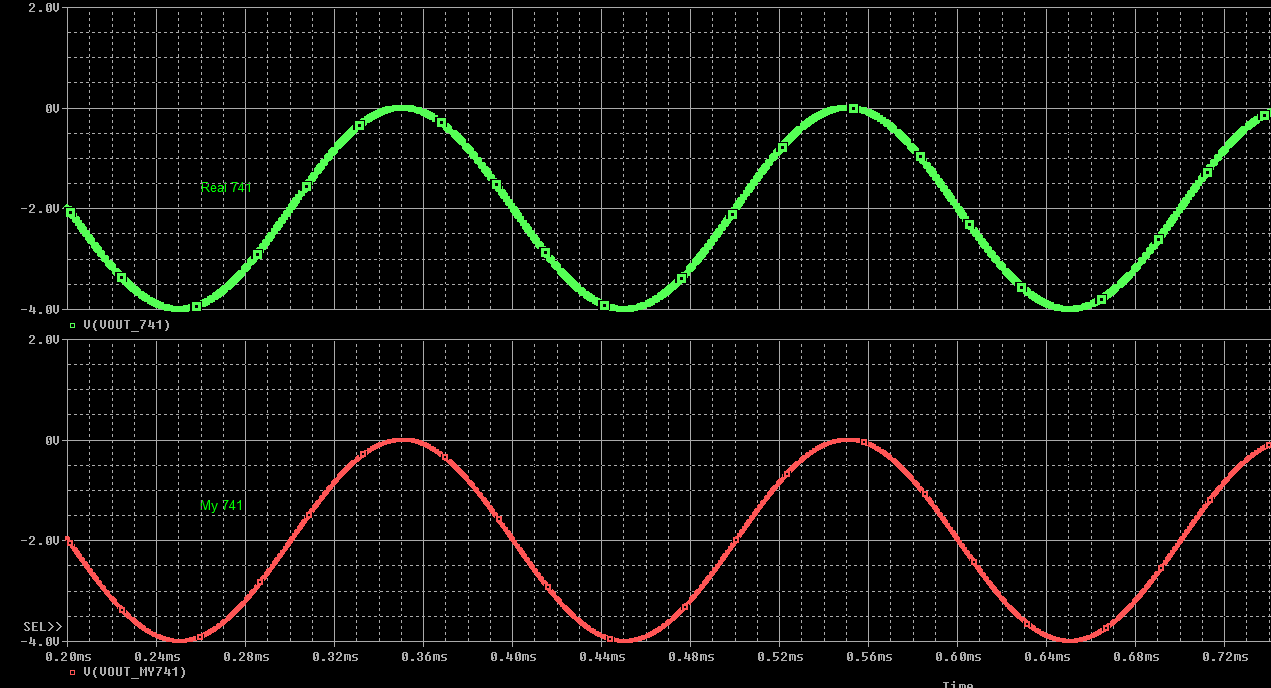 2.0V
0V
Real 741
-2.0V
-4.0V
V(VOUT_741)
2.0V
0V
My 741
-2.0V
SEL>>
-4.0V
0.20ms 0.24ms 0.28ms 0.32ms 0.36ms 0.40ms 0.44ms 0.48ms 0.52ms 0.56ms 0.60ms 0.64ms 0.68ms 0.72ms
V(VOUT_MY741)
Time